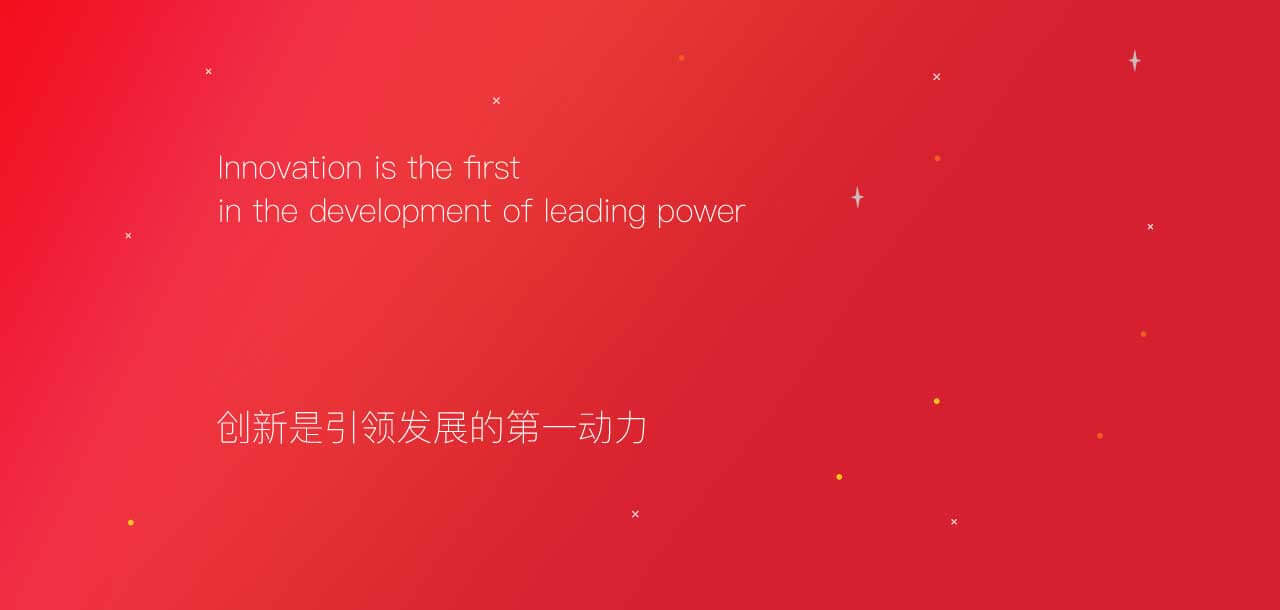 Innovation is the first
in the development of leading power
创新是引领发展的第一动力